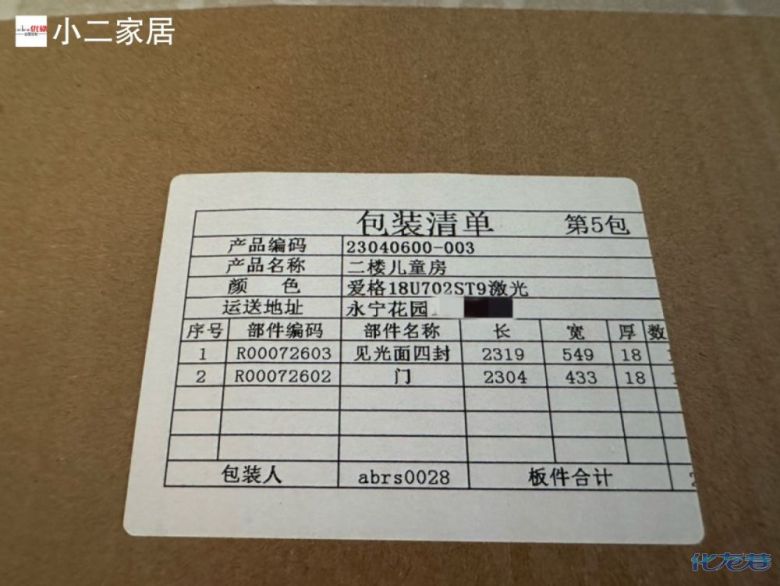 小二家居
包装清单 第5包
产品编码 23040600-003
产品名称 二楼儿童房
颜 色 爱格18U702ST9激光
运送地址 永宁花园
序号 部件编码 部件名称 长 宽 厚 数
1 R00072603 见光面四封 2319 549 18
2 R00072602 门 2304 433 18
包装人 abrs0028 板件合计
化龙巷